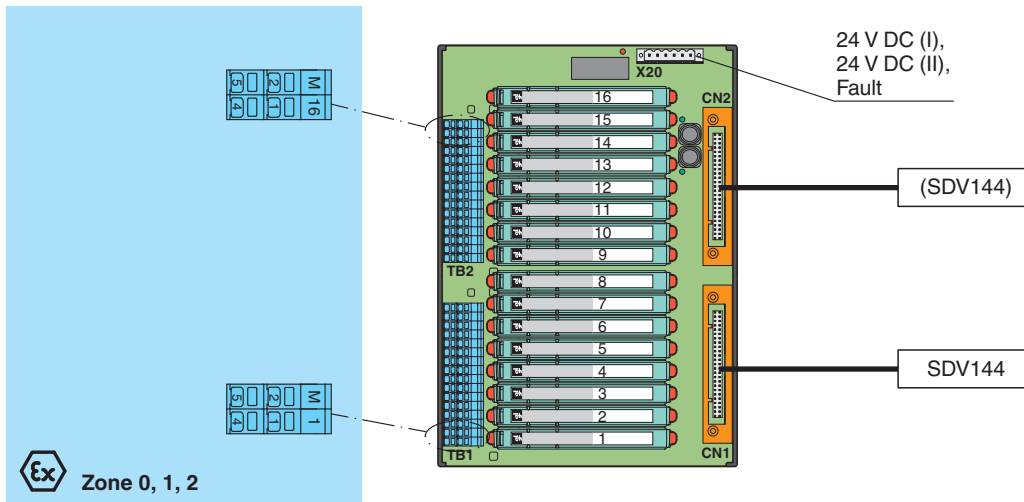 24 V DC (I),
24 V DC (II),
Fault
X20
CN2
5 2 M
4 1 16
16
15
14
13
12
11
10
9
(SDV144)
TB2
8
7
6
5
4
3
2
1
SDV144
5 2 M
4 1 1
TB1
CN1
Ex
Zone 0, 1, 2